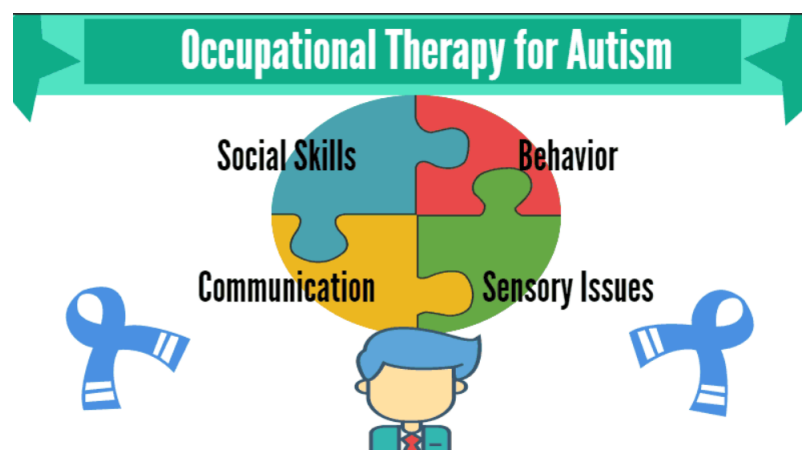 Occupational Therapy for Autism
Social Skills
Behavior
Communication
Sensory Issues